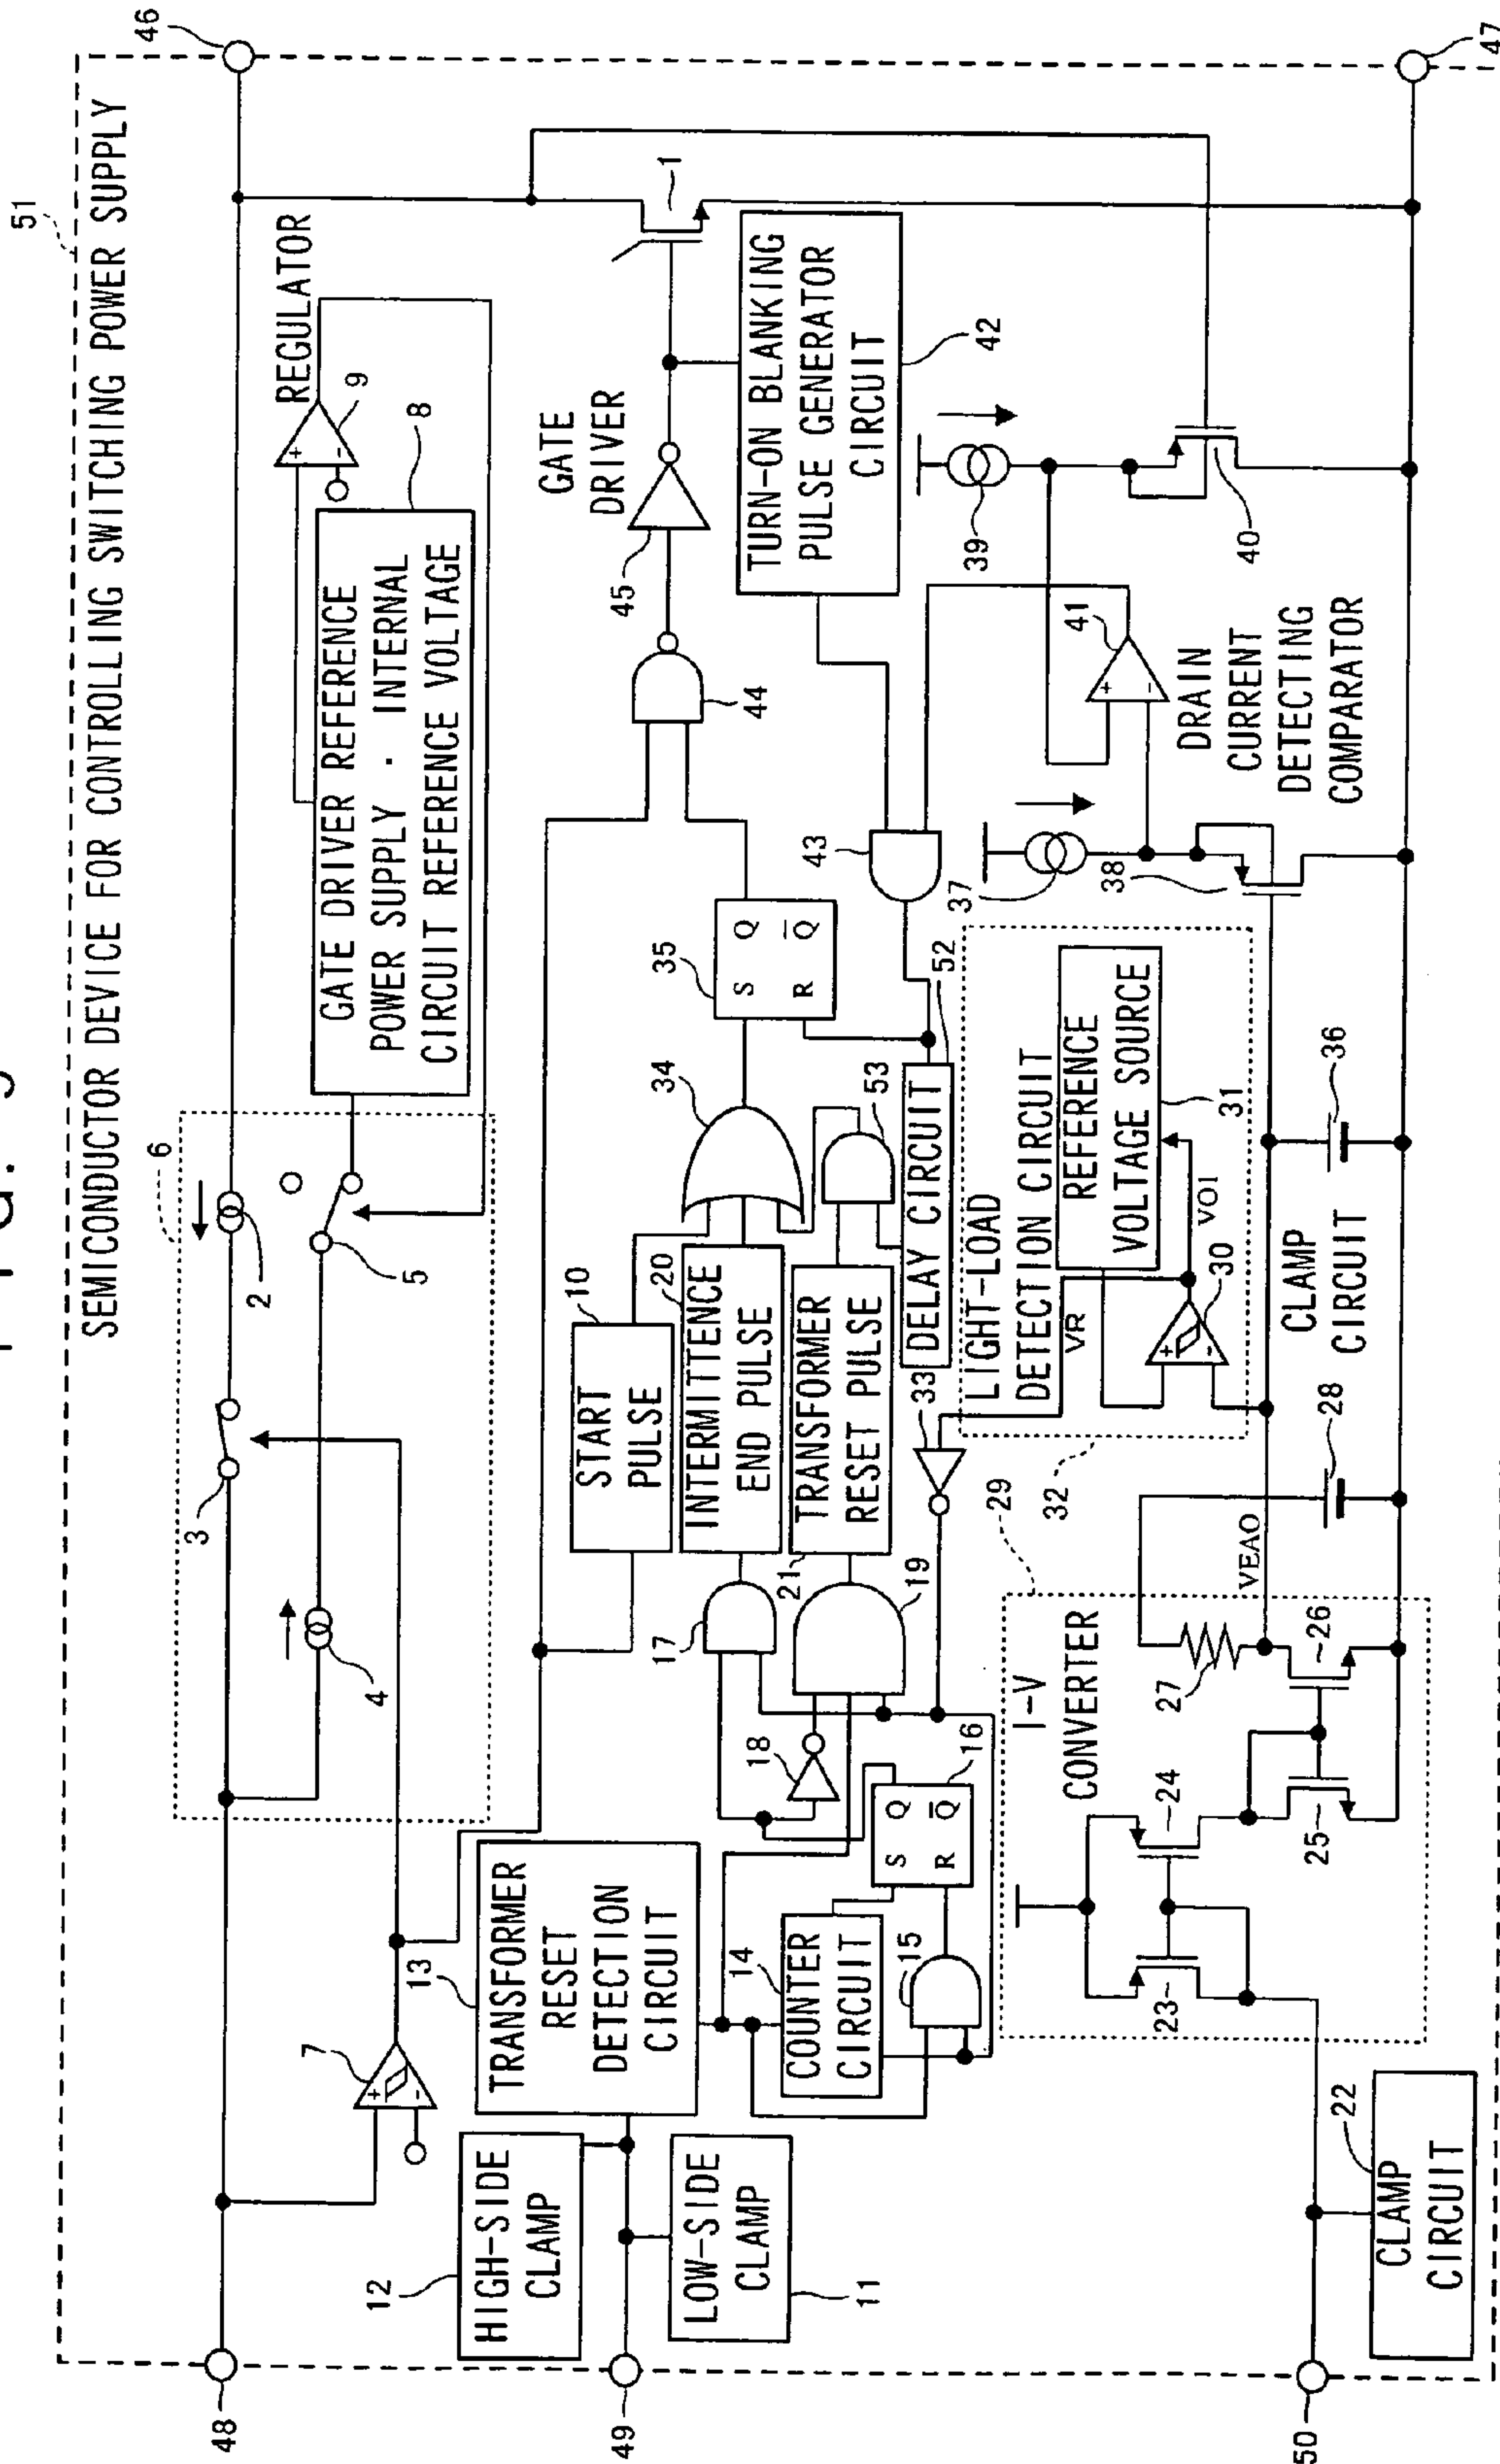 SEMICONDUCTOR DEVICE FOR CONTROLLING SWITCHING POWER SUPPLY
51
46
47
48
49
50
6
3
2
4
5
7
REGULATOR
9
+
-
8
GATE DRIVER REFERENCE
POWER SUPPLY · INTERNAL
CIRCUIT REFERENCE VOLTAGE
+
-
12
HIGH-SIDE
CLAMP
LOW-SIDE
CLAMP
11
13
TRANSFORMER
RESET
DETECTION
CIRCUIT
14
COUNTER
CIRCUIT
15
16
S
Q
R
Q
18
17
19
10
START
PULSE
20
INTERMITTENCE
END PULSE
21
TRANSFORMER
RESET PULSE
34
53
DELAY CIRCUIT
52
33
35
S
Q
R
Q
43
44
45
GATE
DRIVER
1
TURN-ON BLANKING
PULSE GENERATOR
CIRCUIT
42
39
40
41
+
-
DRAIN
CURRENT
DETECTING
COMPARATOR
37
38
LIGHT-LOAD
DETECTION CIRCUIT
REFERENCE
VOLTAGE SOURCE
31
VR
VO1
30
+
-
32
36
CLAMP
CIRCUIT
28
29
VEAO
I-V
CONVERTER
27
26
25
24
23
22
CLAMP
CIRCUIT